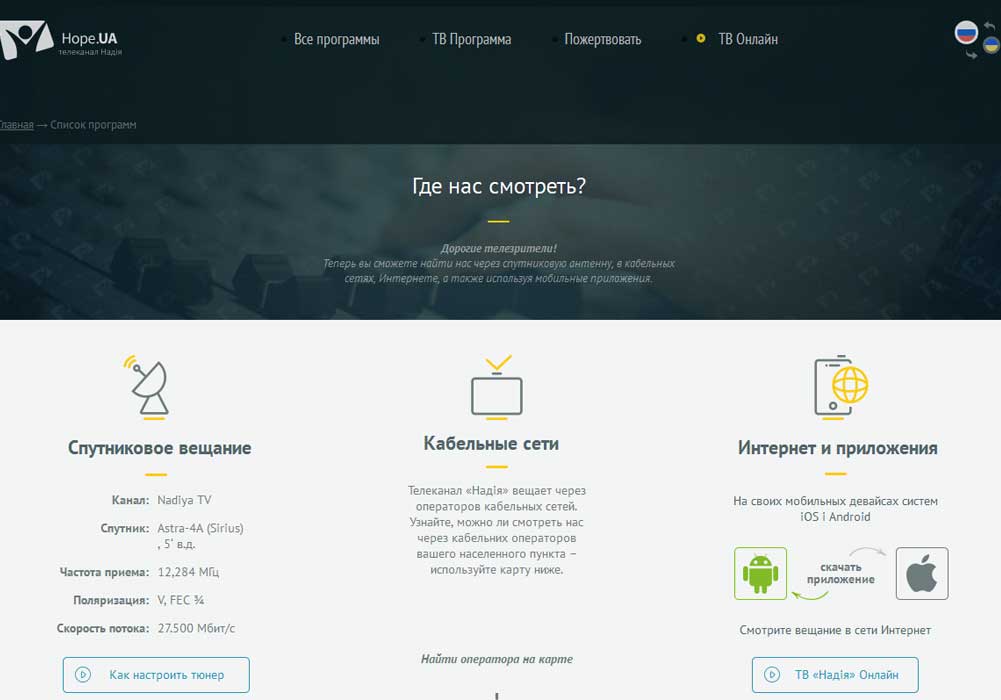 Hope.UA
телеканал Надія
Все программы
ТВ Программа
Пожертвовать
ТВ Онлайн
Главная → Список программ
Где нас смотреть?
Дорогие телезрители!
Теперь вы сможете найти нас через спутниковую антенну, в кабельных
сетях, Интернете, а также используя мобильные приложения.
Спутниковое вещание
Канал: Nadiya TV
Спутник: Astra-4A (Sirius)
, 5˚ в.д.
Частота приема: 12,284 МГц
Поляризация: V, FEC ¾
Скорость потока: 27.500 Мбит/с
Как настроить тюнер
Кабельные сети
Телеканал «Надія» вещает через
операторов кабельных сетей.
Узнайте, можно ли смотреть нас
через кабельних операторов
вашего населенного пункта –
используйте карту ниже.
Найти оператора на карте
Интернет и приложения
На своих мобильных девайсах систем
iOS і Android
скачать
приложение
Смотрите вещание в сети Интернет
ТВ «Надія» Онлайн